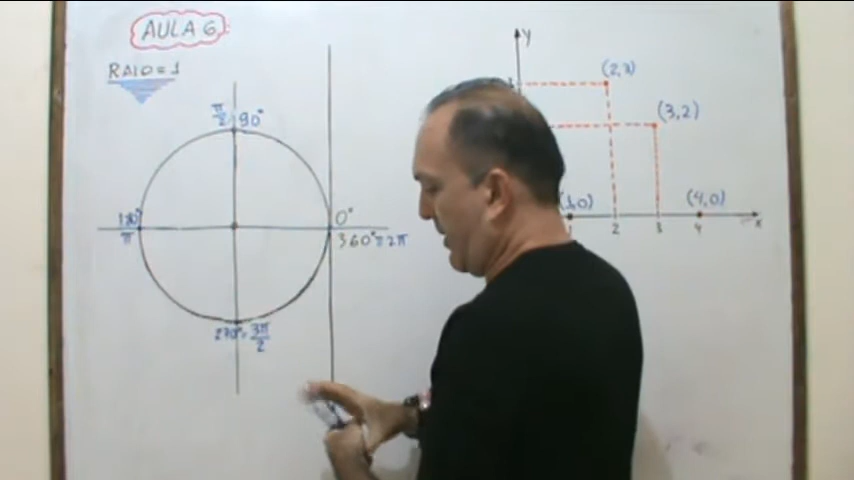 AULA 6
RAIO = 1
π/2 90°
180°
π
0°
360° = 2π
270° = 3π/2
y
(2,3)
(3,2)
(1,0)
(4,0)
1 2 3 4 x